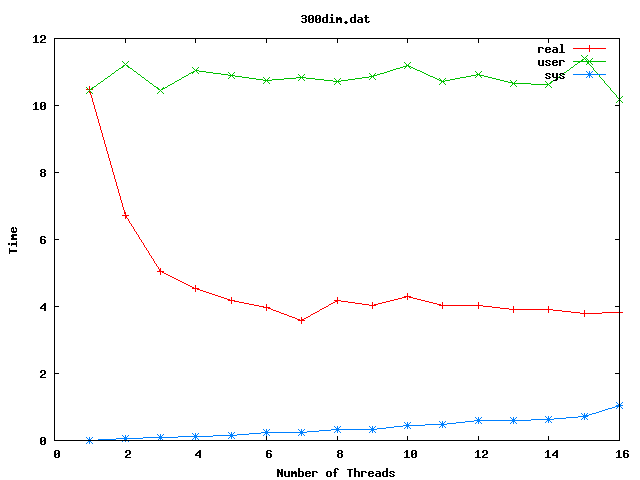 300dim.dat
real
user
sys
12
10
8
6
4
2
0
Time
0 2 4 6 8 10 12 14 16
Number of Threads